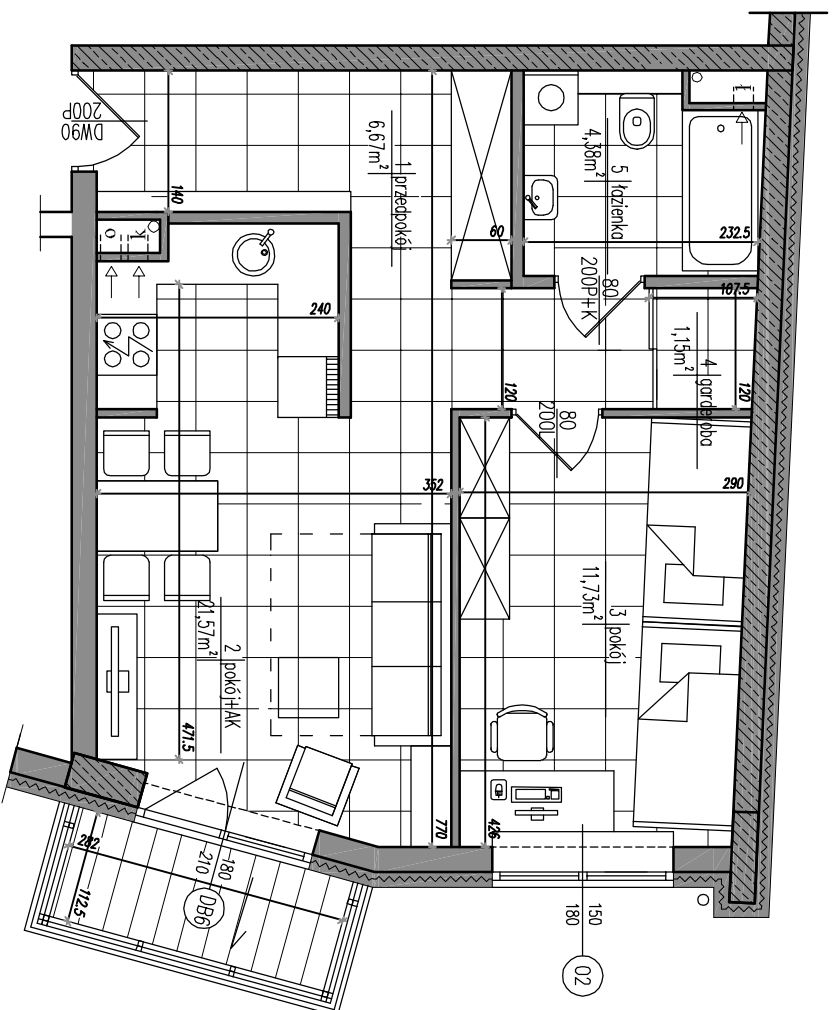 DW90
200P
1 przedpokój
6,67m²
5 łazienka
4,38m²
80
200P+K
4 garderoba
1,15m²
80
200L
3 pokój
11,73m²
2 pokój+AK
21,57m²
140
60
232.5
107.5
240
120
120
352
290
471.5
770
426
282
112.5
O
K
180
210
DB6
150
180
O2